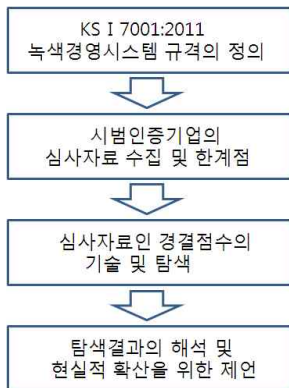 KS I 7001:2011
녹색경영시스템 규격의 정의
시범인증기업의
심사자료 수집 및 한계점
심사자료인 경결점수의
기술 및 탐색
탐색결과의 해석 및
현실적 확산을 위한 제언